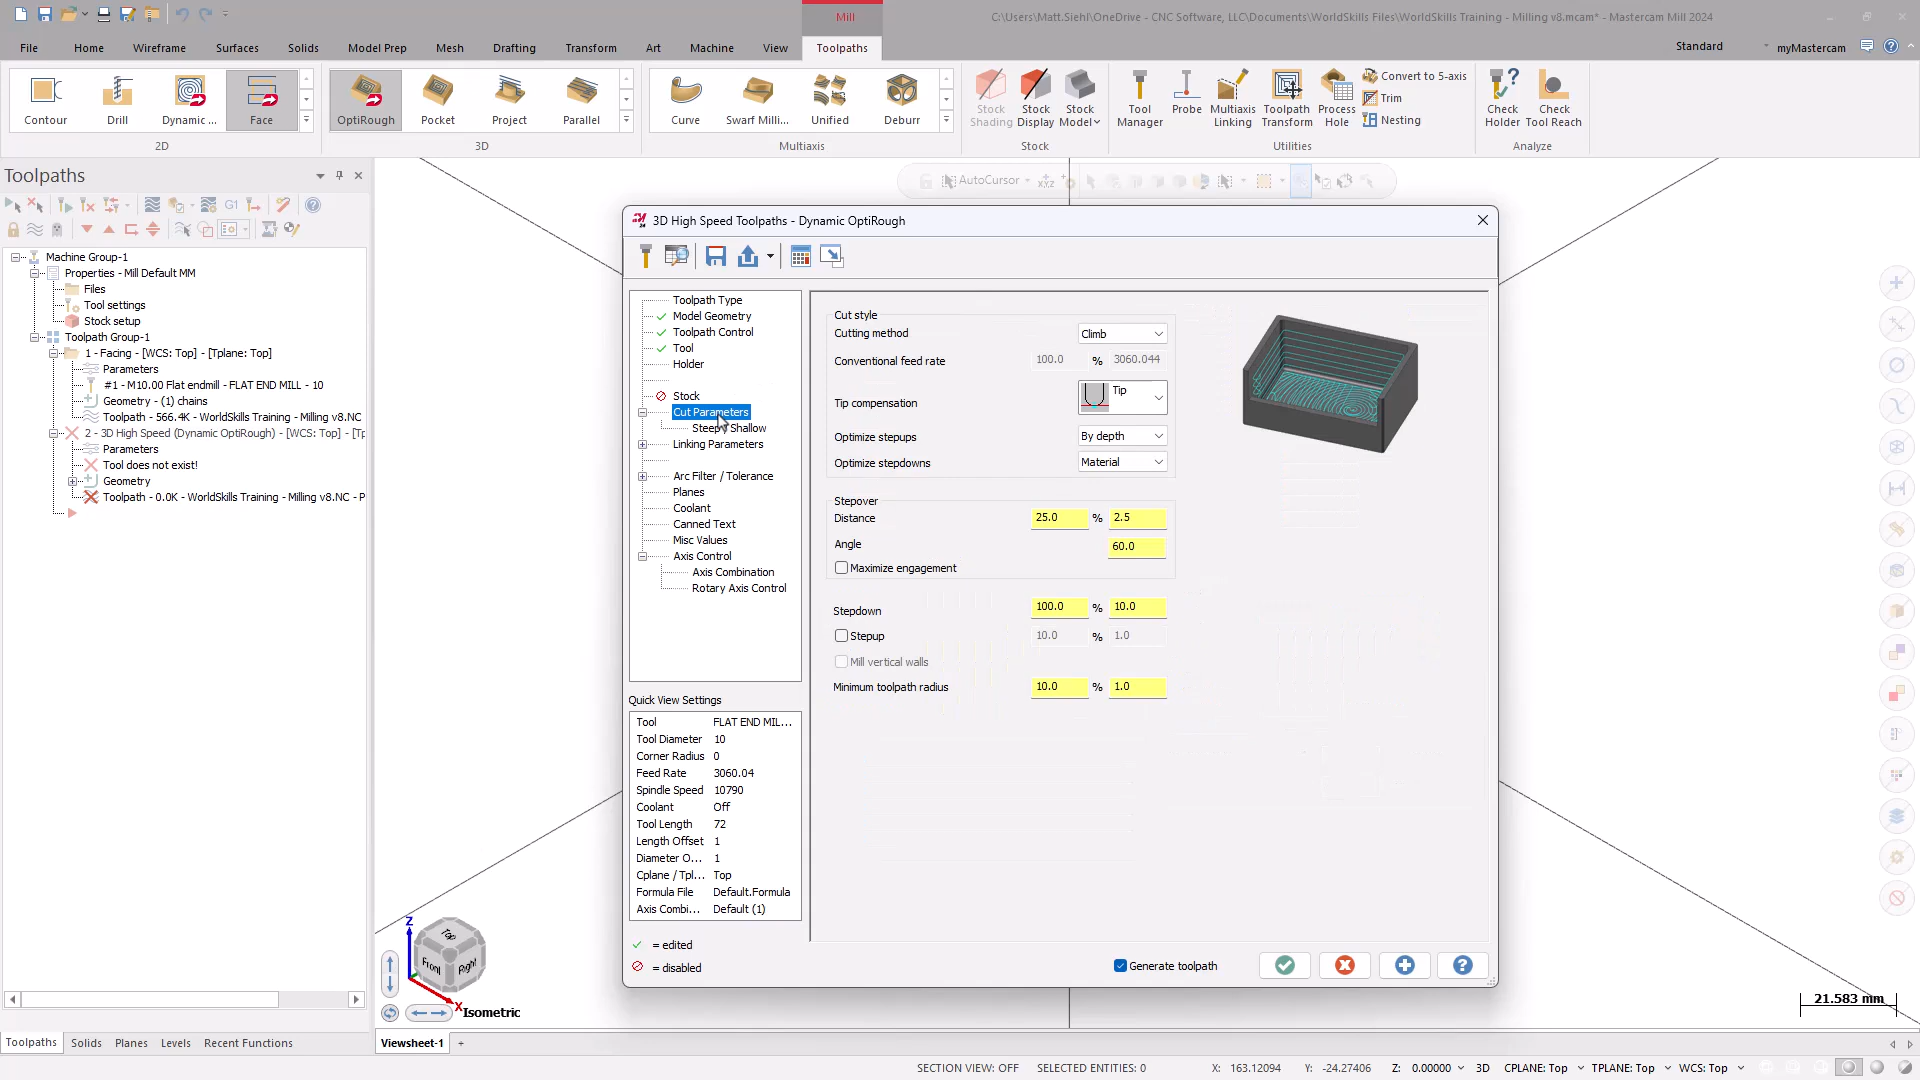 Mill
C:\Users\Matt.Siehl\OneDrive - CNC Software, LLC\Documents\WorldSkills Files\WorldSkills Training - Milling v8.mcam* - Mastercam Mill 2024
File
Home
Wireframe
Surfaces
Solids
Model Prep
Mesh
Drafting
Transform
Art
Machine
View
Toolpaths
Standard
myMastercam
Contour
Drill
Dynamic ...
Face
OptiRough
Pocket
Project
Parallel
Curve
Swarf Milli...
Unified
Deburr
Stock Shading
Stock Display
Stock Model
Tool Manager
Probe
Multiaxis Linking
Toolpath Transform
Process Hole
Convert to 5-axis
Trim
Nesting
Check Holder
Check Tool Reach
2D
3D
Multiaxis
Stock
Utilities
Analyze
Toolpaths
G1
AutoCursor
Machine Group-1
Properties - Mill Default MM
Files
Tool settings
Stock setup
Toolpath Group-1
1 - Facing - [WCS: Top] - [Tplane: Top]
Parameters
#1 - M10.00 Flat endmill - FLAT END MILL - 10
Geometry - (1) chains
Toolpath - 566.4K - WorldSkills Training - Milling v8.NC
2 - 3D High Speed (Dynamic OptiRough) - [WCS: Top] - [Tp
Parameters
Tool does not exist!
Geometry
Toolpath - 0.0K - WorldSkills Training - Milling v8.NC - P
3D High Speed Toolpaths - Dynamic OptiRough
Toolpath Type
Model Geometry
Toolpath Control
Tool
Holder
Stock
Cut Parameters
Steep / Shallow
Linking Parameters
Arc Filter / Tolerance
Planes
Coolant
Canned Text
Misc Values
Axis Control
Axis Combination
Rotary Axis Control
Quick View Settings
Tool FLAT END MIL...
Tool Diameter 10
Corner Radius 0
Feed Rate 3060.04
Spindle Speed 10790
Coolant Off
Tool Length 72
Length Offset 1
Diameter O... 1
Cplane / Tpl... Top
Formula File Default.Formula
Axis Combi... Default (1)
= edited
= disabled
Cut style
Cutting method Climb
Conventional feed rate 100.0 % 3060.044
Tip compensation Tip
Optimize stepups By depth
Optimize stepdowns Material
Stepover
Distance 25.0 % 2.5
Angle 60.0
Maximize engagement
Stepdown 100.0 % 10.0
Stepup 10.0 % 1.0
Mill vertical walls
Minimum toolpath radius 10.0 % 1.0
Generate toolpath
Z
Top
Front
Right
X
Isometric
21.583 mm
Toolpaths
Solids
Planes
Levels
Recent Functions
Viewsheet-1
+
SECTION VIEW: OFF
SELECTED ENTITIES: 0
X: 163.12094
Y: -24.27406
Z: 0.00000
3D
CPLANE: Top
TPLANE: Top
WCS: Top